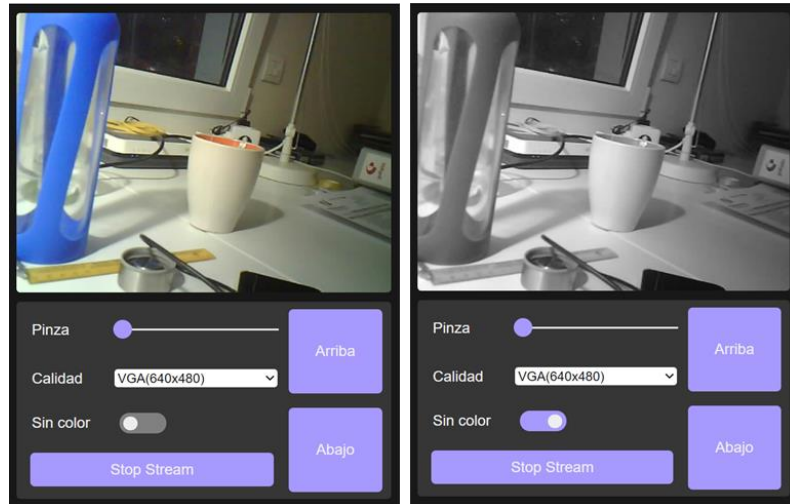 Pinza
Arriba
Calidad
VGA(640x480)
Sin color
Abajo
Stop Stream
Pinza
Arriba
Calidad
VGA(640x480)
Sin color
Abajo
Stop Stream